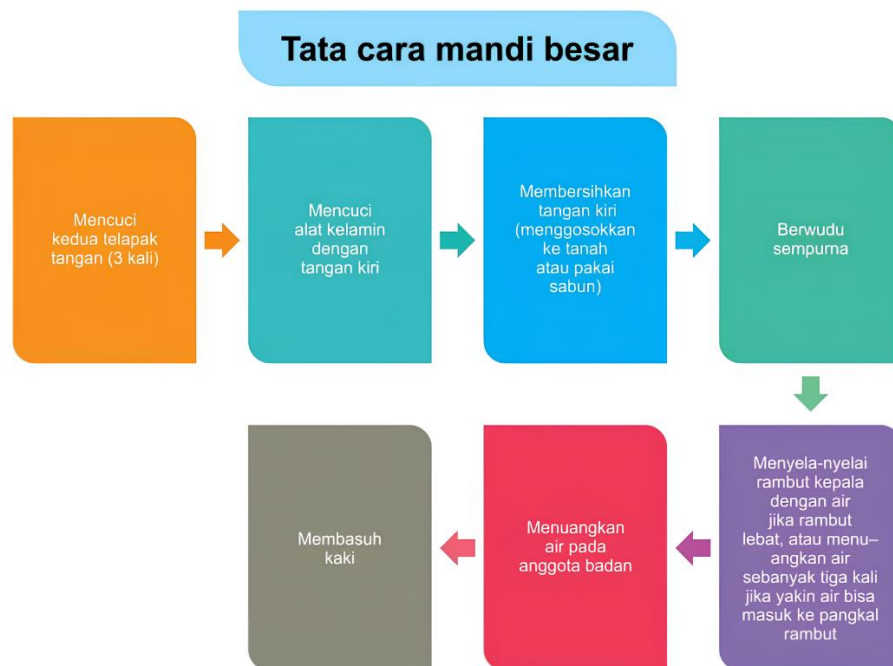 Tata cara mandi besar
Mencuci
kedua telapak
tangan (3 kali)
Mencuci
alat kelamin
dengan
tangan kiri
Membersihkan
tangan kiri
(menggosokkan
ke tanah
atau pakai
sabun)
Berwudu
sempurna
Menyela-nyelai
rambut kepala
dengan air
jika rambut
lebat, atau menu–
angkan air
sebanyak tiga kali
jika yakin air bisa
masuk ke pangkal
rambut
Menuangkan
air pada
anggota badan
Membasuh
kaki